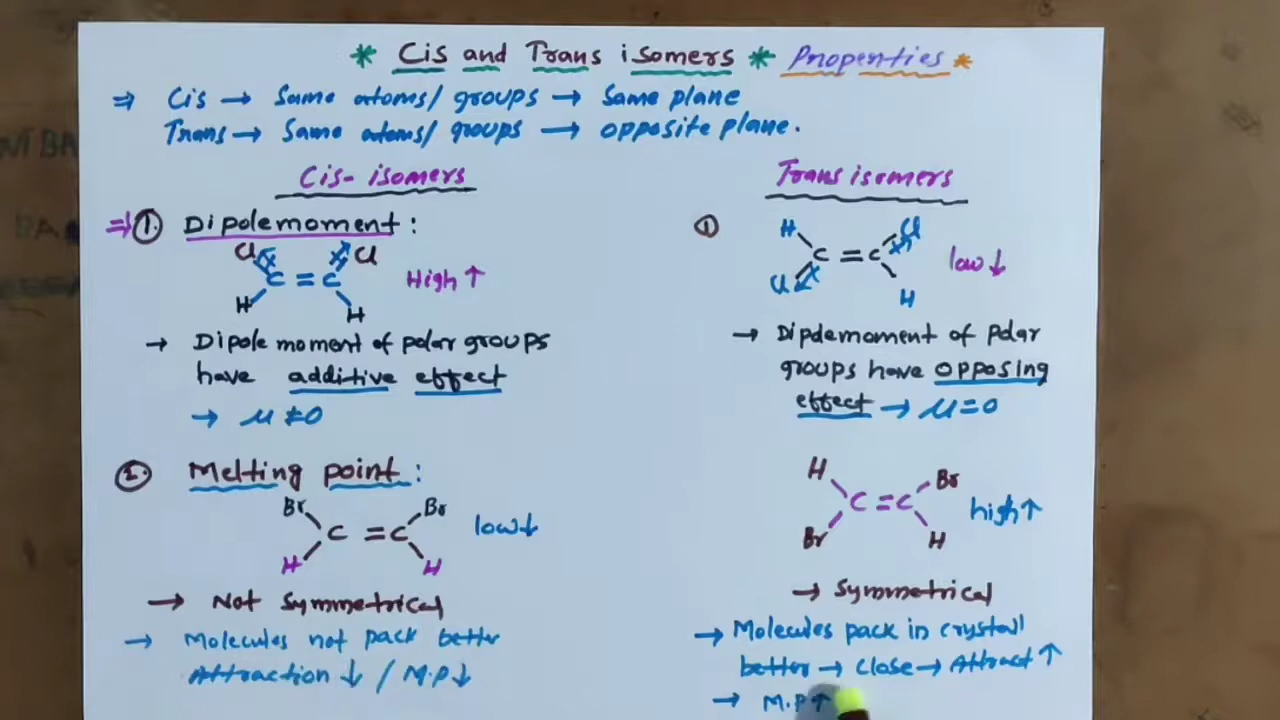 * Cis and Trans isomers * Properties *
⇒ Cis → Same atoms/ groups → Same plane
Trans → Same atoms/ groups → opposite plane.
Cis- isomers
⇒ ①. Dipolemoment :
Cl Cl
C = C High ↑
H H
→ Dipole moment of polar groups
have additive effect
→ μ ≠ 0
②. Melting point :
Br Br
C = C low ↓
H H
→ Not Symmetrical
→ Molecules not pack better
Attraction ↓ / M.P ↓
Trans isomers
① H Cl
C = C low ↓
Cl H
→ Dipolemoment of Polar
groups have opposing
effect → μ = 0
H Br
C = C high ↑
Br H
→ Symmetrical
→ Molecules pack in crystall
better → Close → Attract ↑
→ M.P ↑